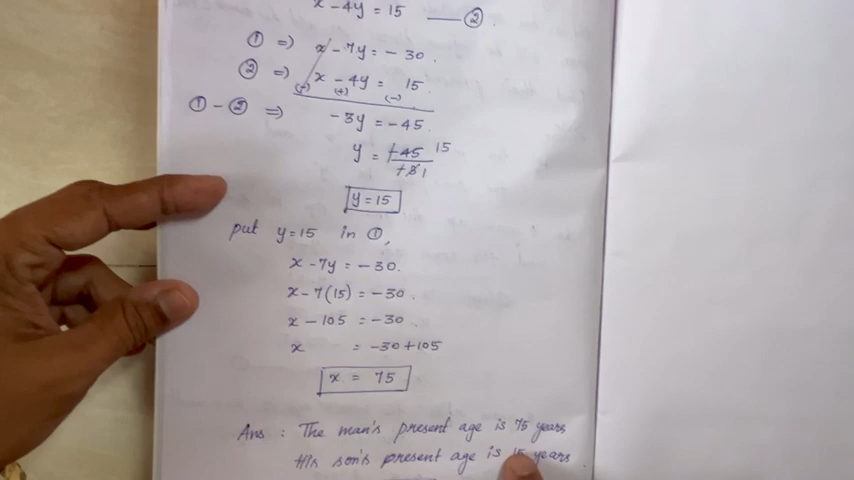 x - 4y = 15 —— ②.
① => x - 7y = - 30.
② => x - 4y = 15.
(-) (+) (-)
① - ② => -3y = -45.
y = +45 15
+3 1
y = 15
put y = 15 in ①,
x - 7y = -30.
x - 7(15) = -30.
x - 105 = -30
x = -30 + 105
x = 75
Ans : The man's present age is 75 years
His son's present age is 15 years